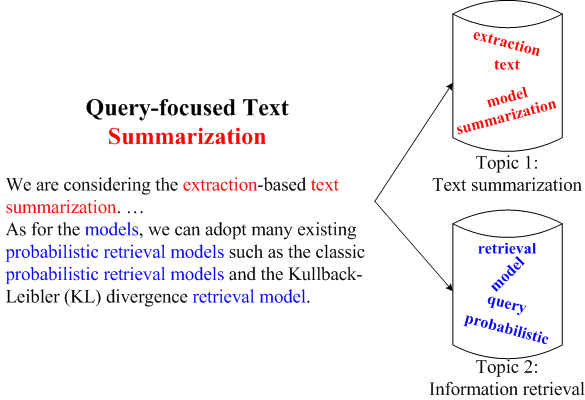 Query-focused Text
Summarization
We are considering the extraction-based text
summarization. …
As for the models, we can adopt many existing
probabilistic retrieval models such as the classic
probabilistic retrieval models and the Kullback-
Leibler (KL) divergence retrieval model.
extraction
text
model
summarization
Topic 1:
Text summarization
retrieval
model
query
probabilistic
Topic 2:
Information retrieval